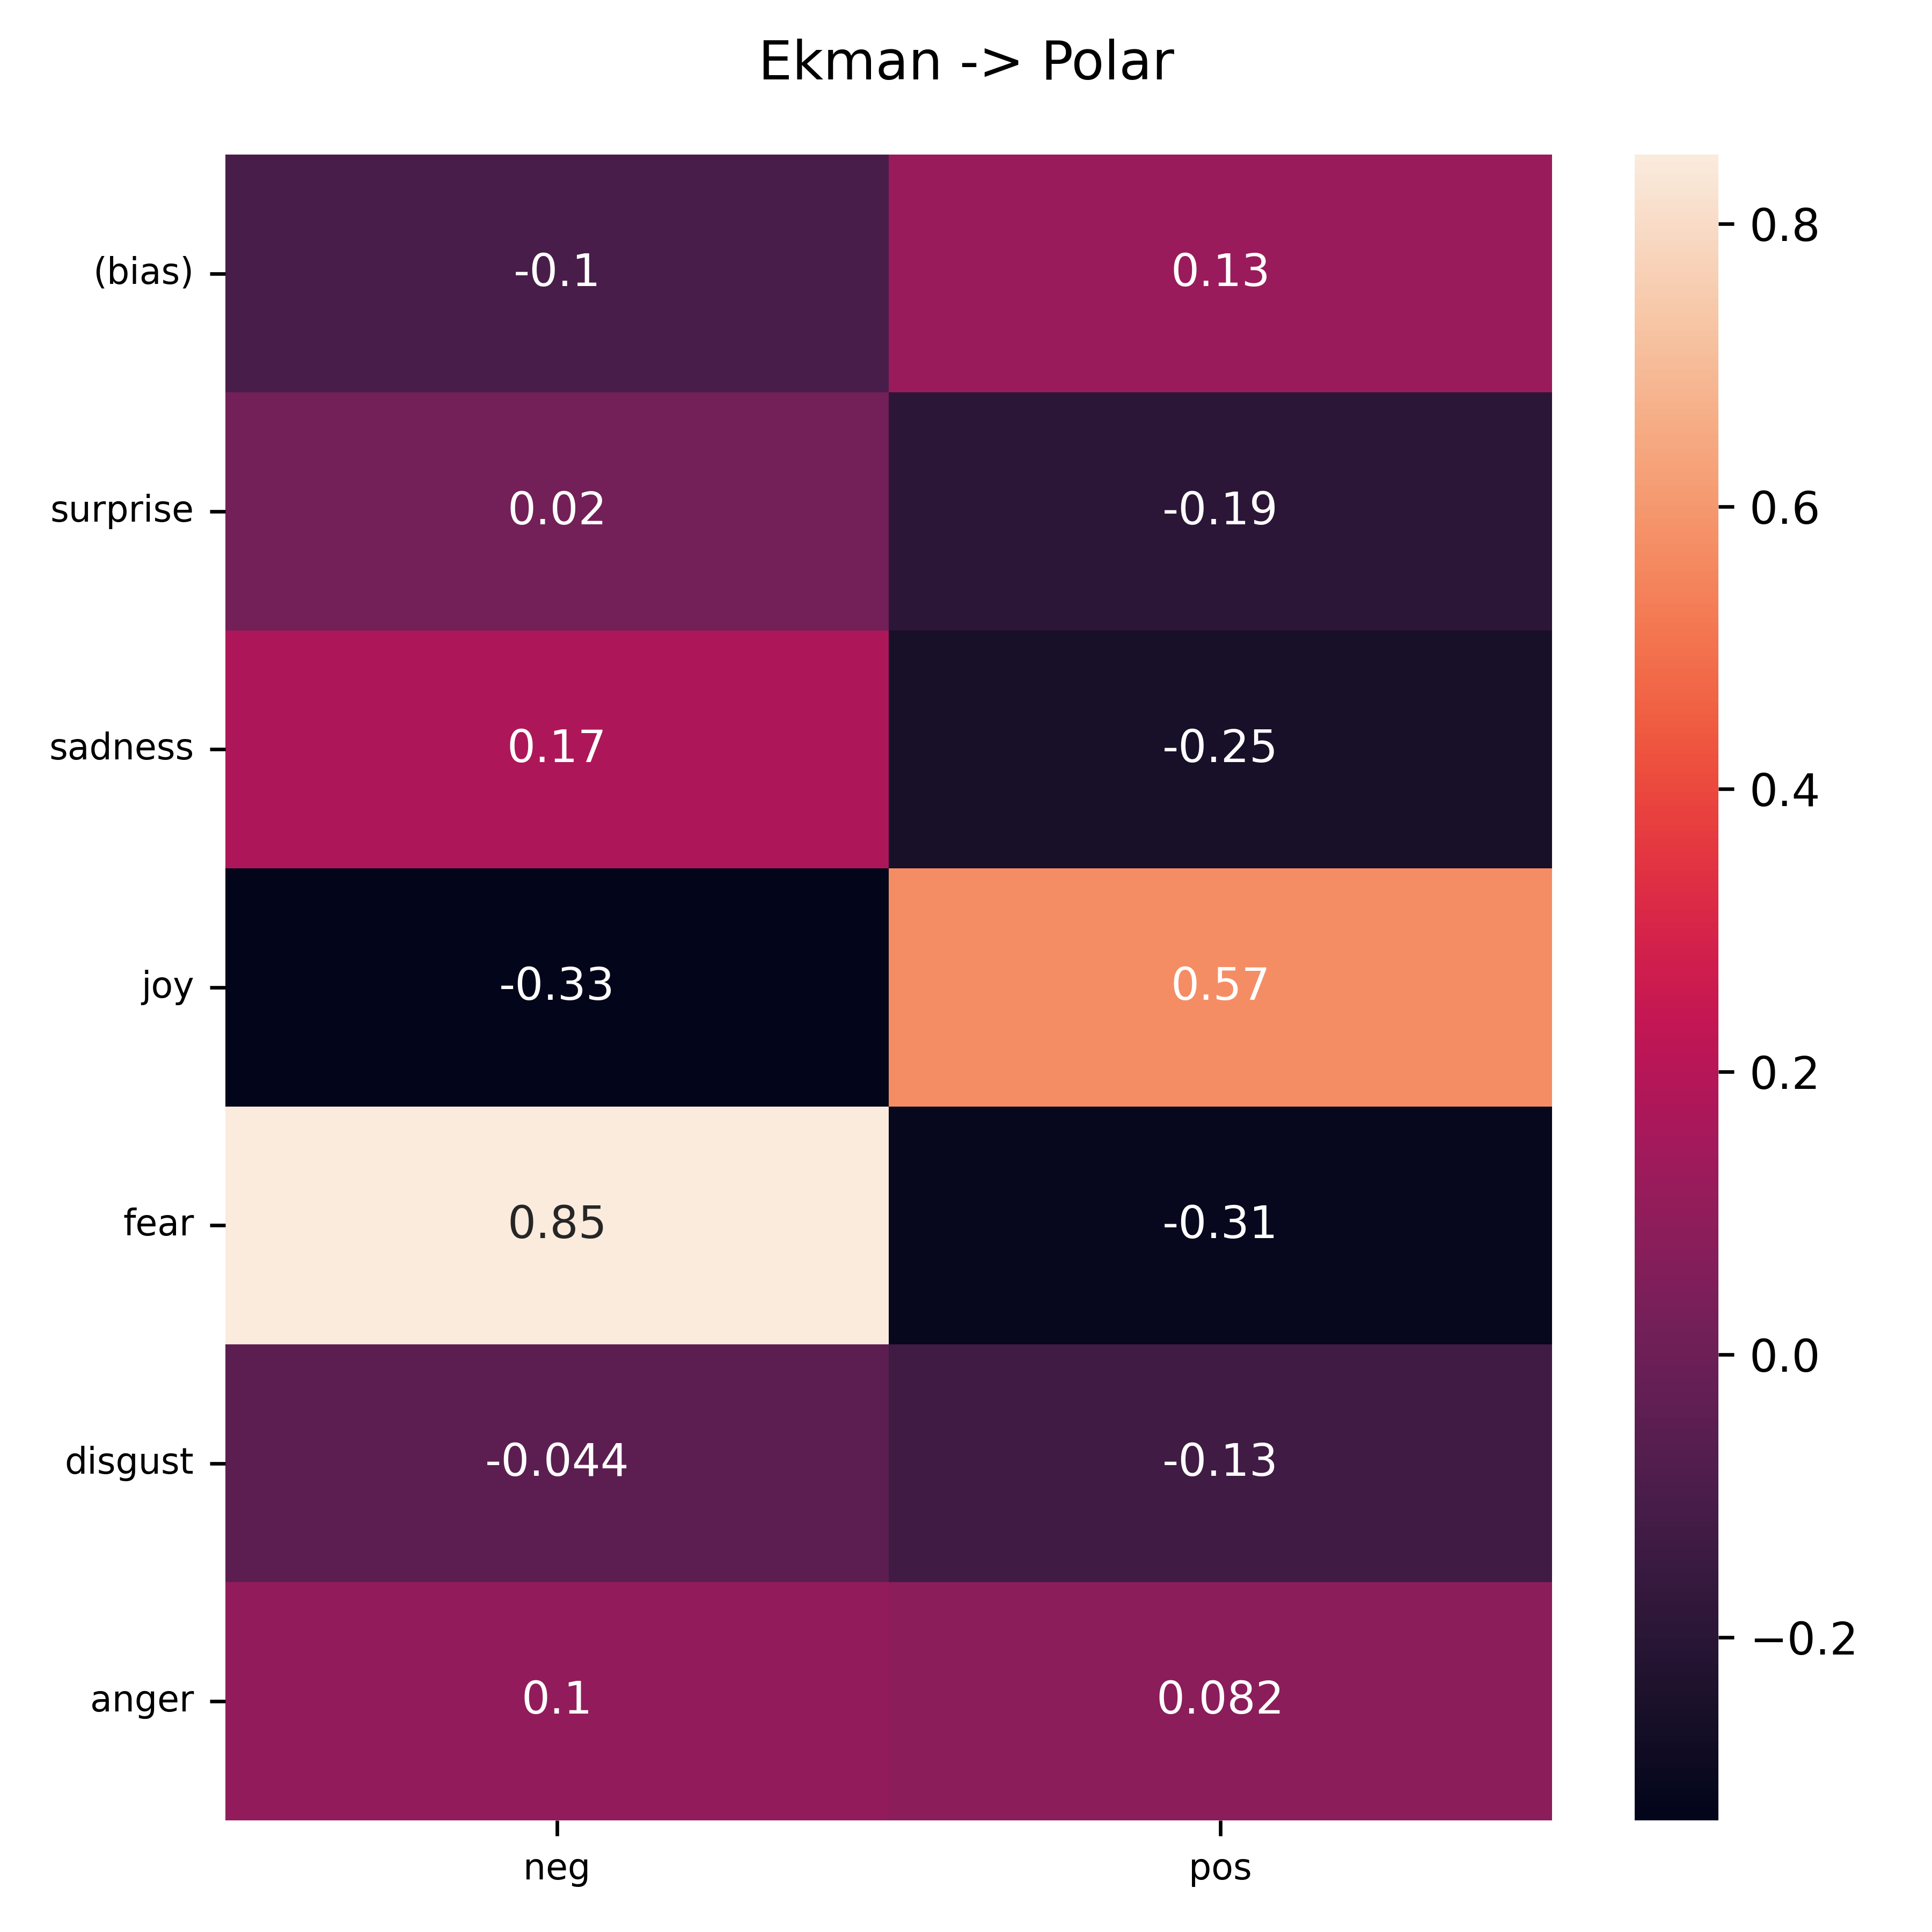 Ekman -> Polar
(bias) -0.1 0.13
surprise 0.02 -0.19
sadness 0.17 -0.25
joy -0.33 0.57
fear 0.85 -0.31
disgust -0.044 -0.13
anger 0.1 0.082
neg pos
0.8
0.6
0.4
0.2
0.0
−0.2